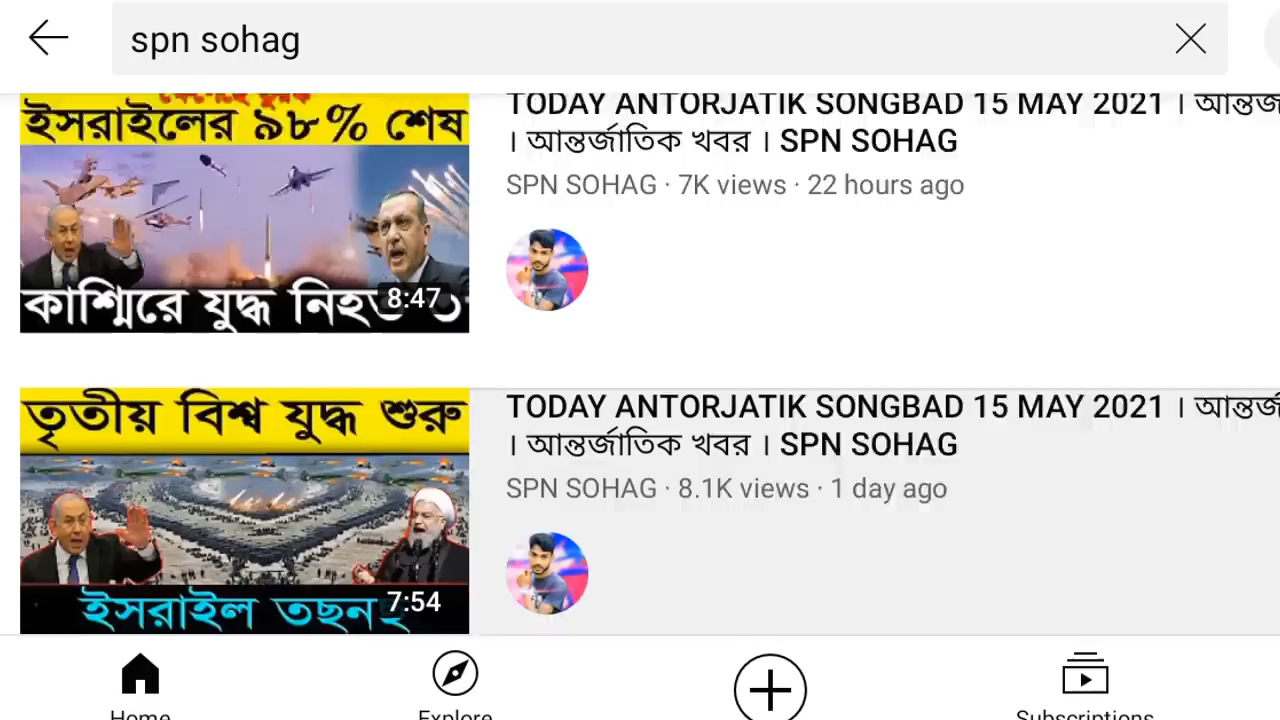 spn sohag
ইসরাইলের ৯৮% শেষ
কাশ্মিরে যুদ্ধ
8:47
TODAY ANTORJATIK SONGBAD 15 MAY 2021 ।
। আন্তর্জাতিক খবর । SPN SOHAG
SPN SOHAG · 7K views · 22 hours ago
তৃতীয় বিশ্ব যুদ্ধ শুরু
ইসরাইল
7:54
TODAY ANTORJATIK SONGBAD 15 MAY 2021 ।
। আন্তর্জাতিক খবর । SPN SOHAG
SPN SOHAG · 8.1K views · 1 day ago
Home
Explore
Subscriptions